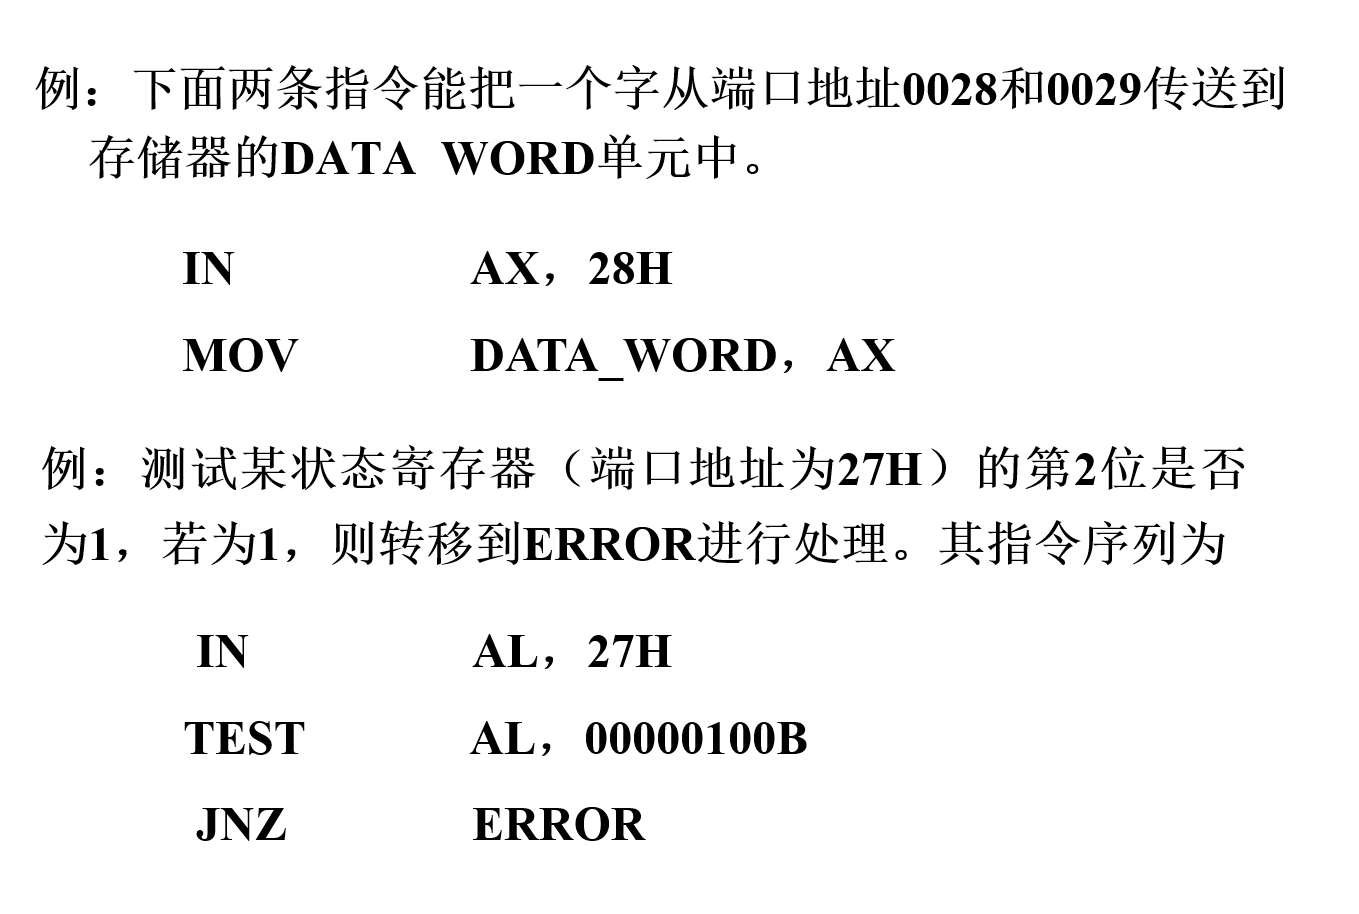 例：下面两条指令能把一个字从端口地址0028和0029传送到
存储器的DATA WORD单元中。
IN AX，28H
MOV DATA_WORD，AX
例：测试某状态寄存器（端口地址为27H）的第2位是否
为1，若为1，则转移到ERROR进行处理。其指令序列为
IN AL，27H
TEST AL，00000100B
JNZ ERROR